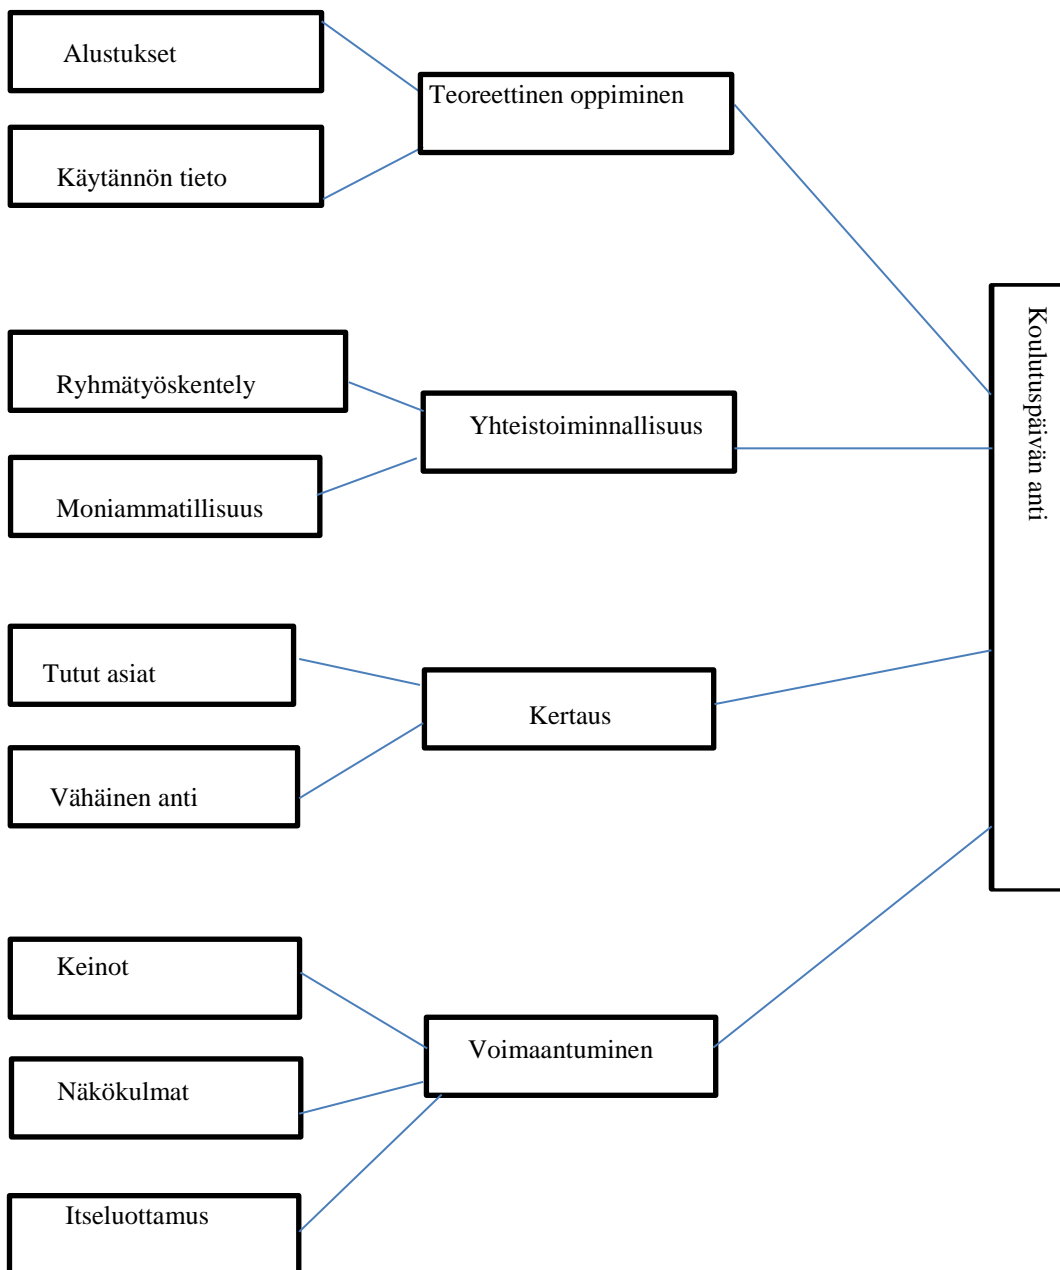 Alustukset
Teoreettinen oppiminen
Käytännön tieto
Koulutuspäivän anti
Ryhmätyöskentely
Yhteistoiminnallisuus
Moniammatillisuus
Tutut asiat
Kertaus
Vähäinen anti
Keinot
Voimaantuminen
Näkökulmat
Itseluottamus